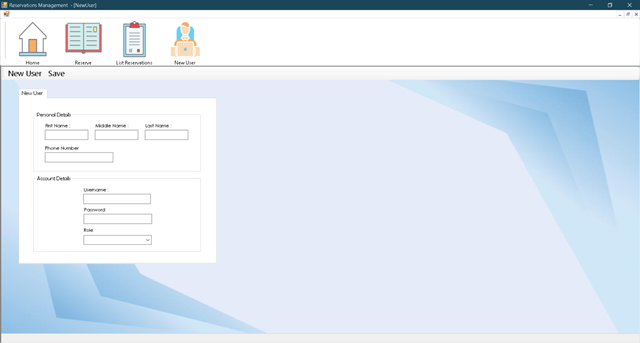 Reservations Management - [NewUser]
Home
Reserve
List Reservations
New User
New User Save
New User
Personal Details
First Name :
Middle Name :
Last Name :
Phone Number:
Account Details
Username :
Password
Role